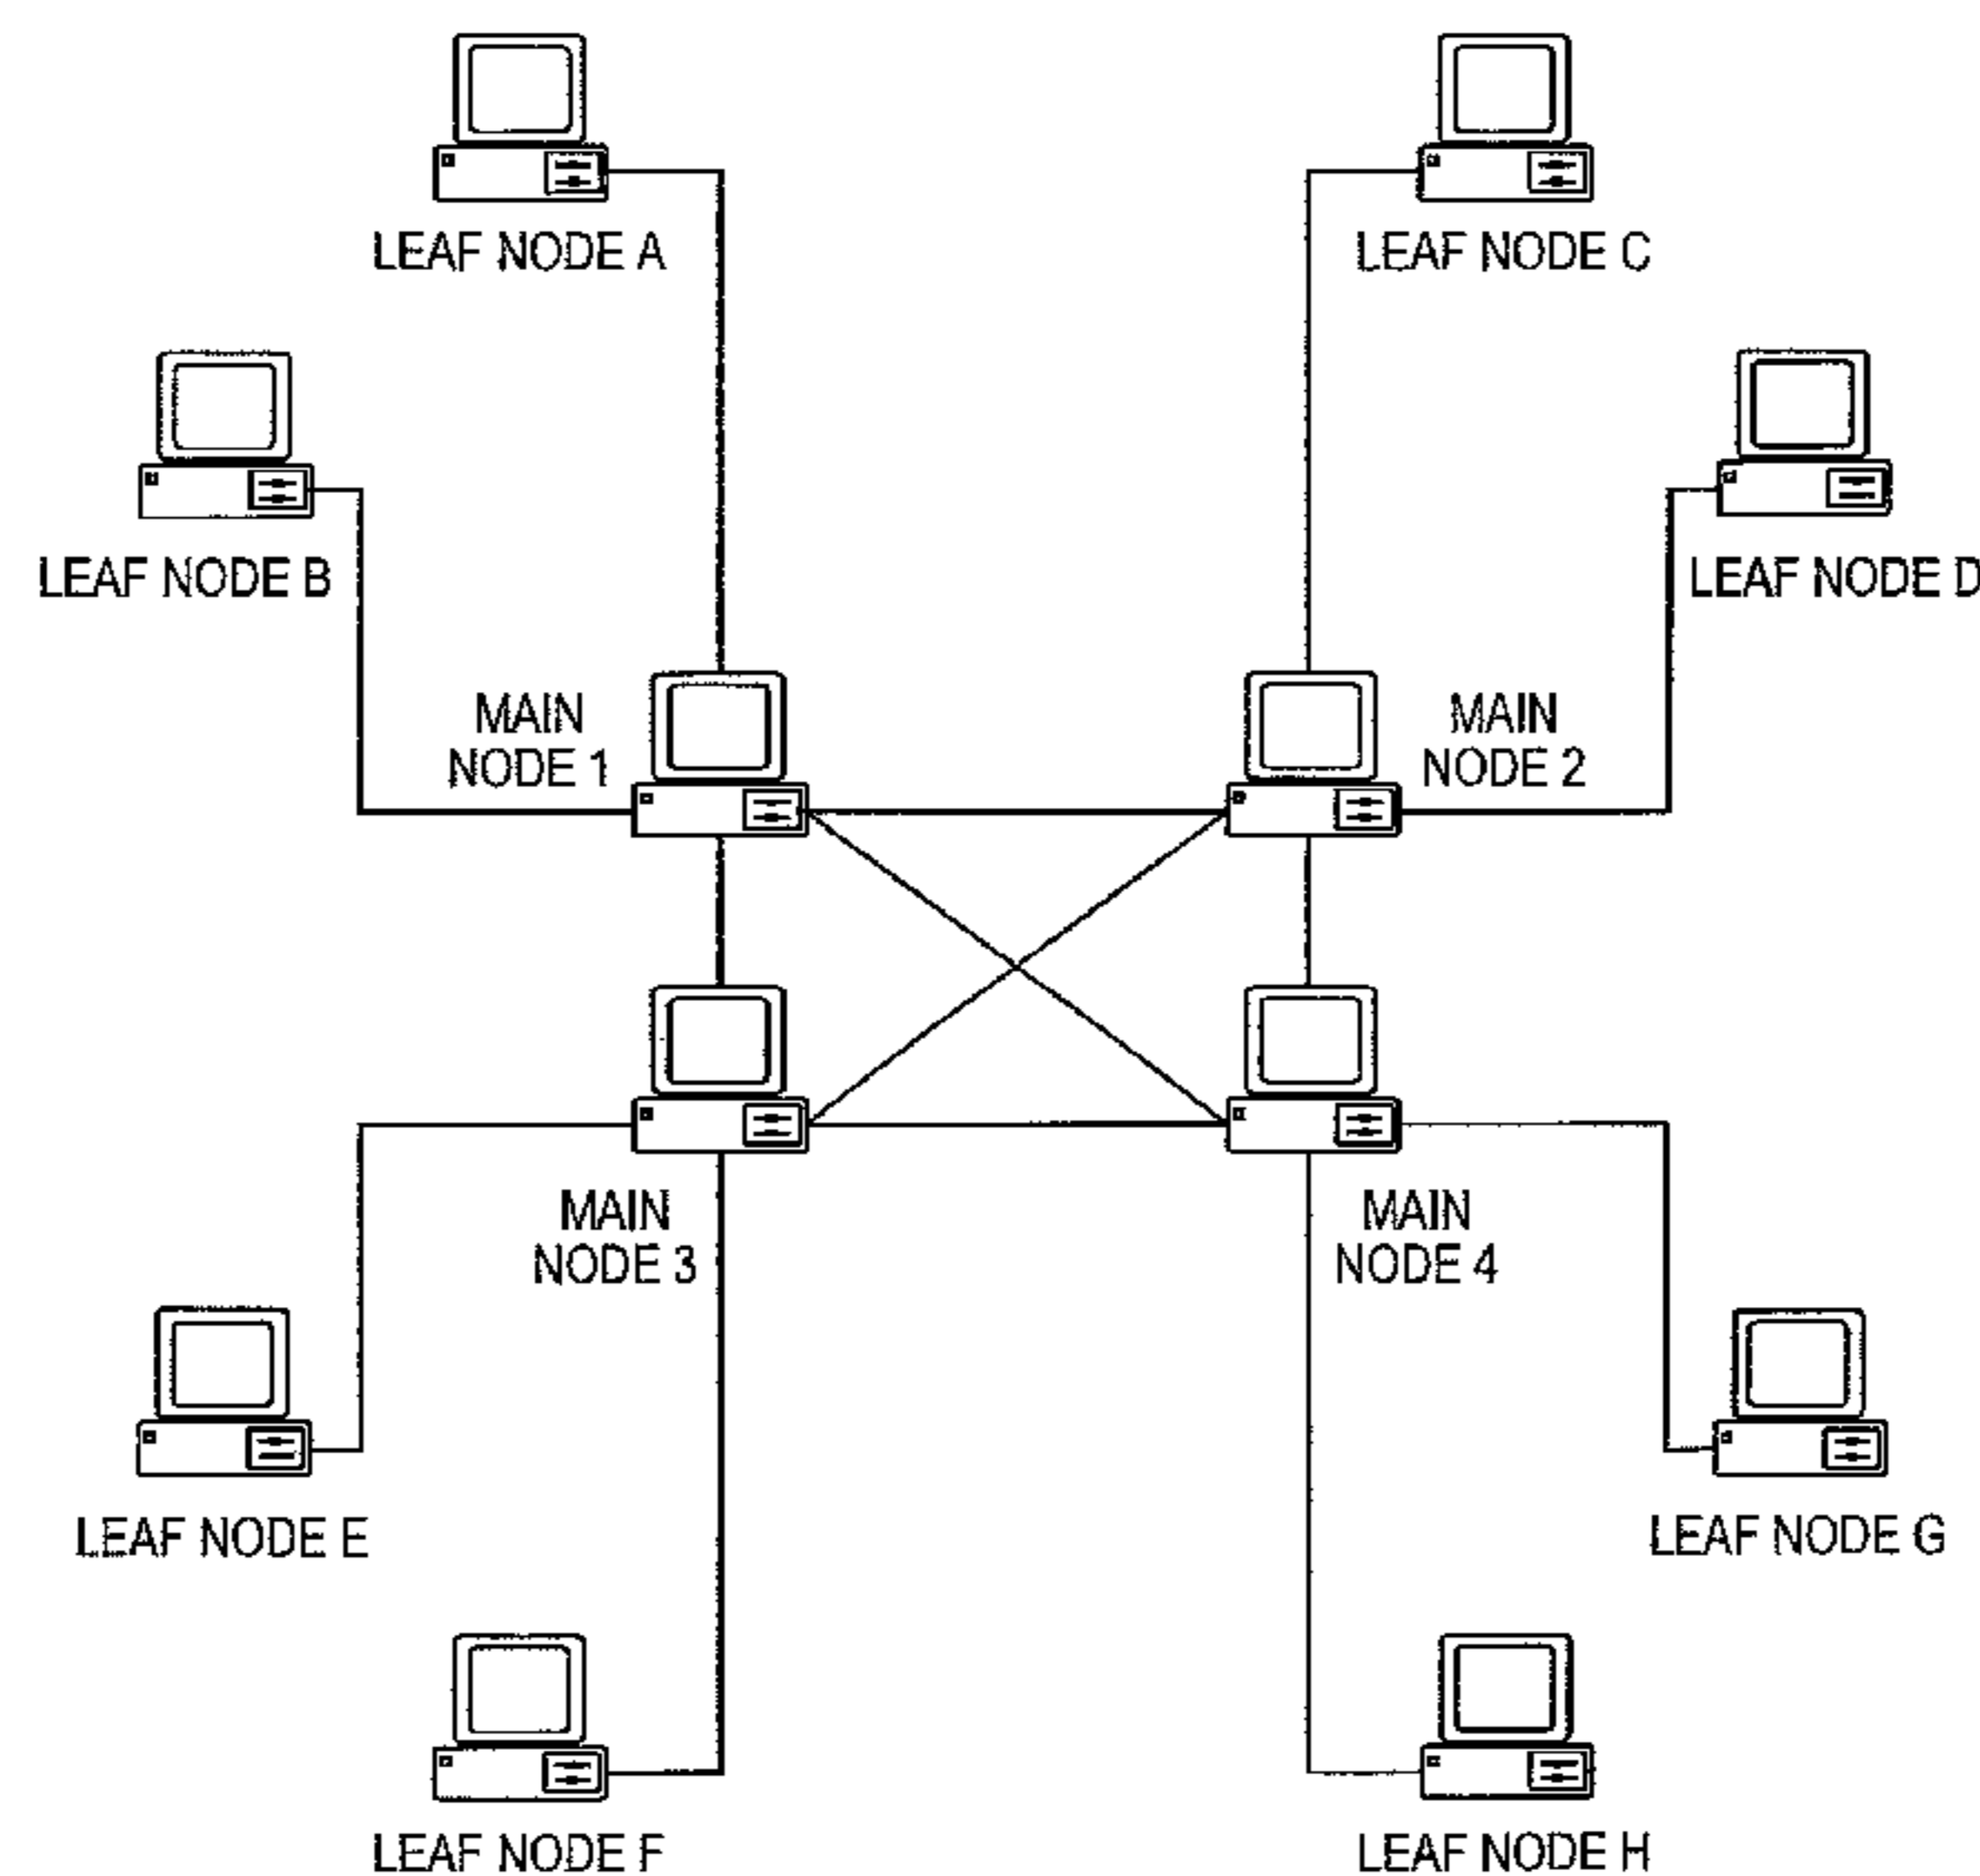 LEAF NODE A
LEAF NODE C
LEAF NODE B
LEAF NODE D
MAIN
NODE 1
MAIN
NODE 2
MAIN
NODE 3
MAIN
NODE 4
LEAF NODE E
LEAF NODE G
LEAF NODE F
LEAF NODE H